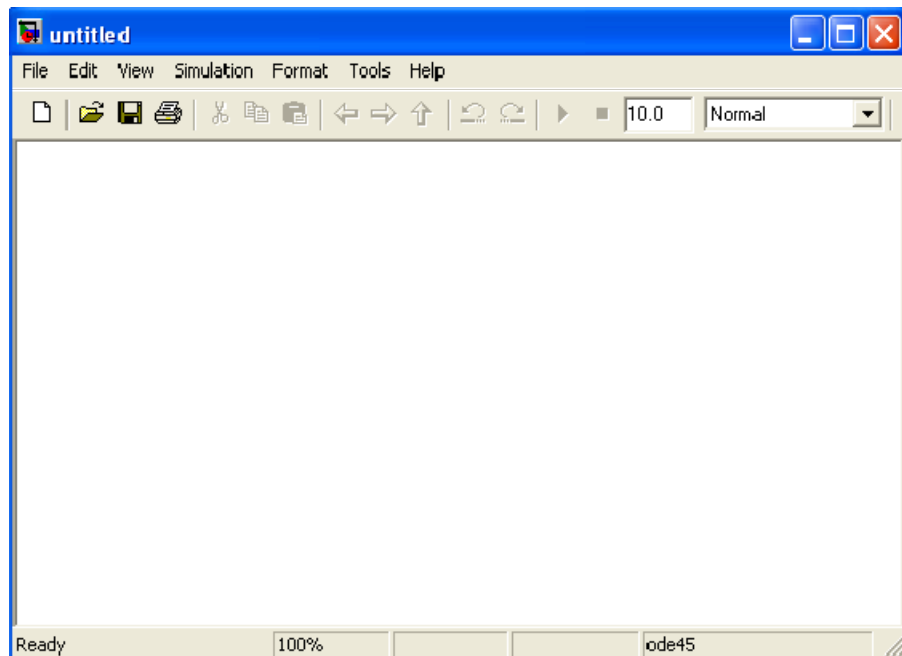 untitled
File Edit View Simulation Format Tools Help
10.0 Normal
Ready 100% ode45